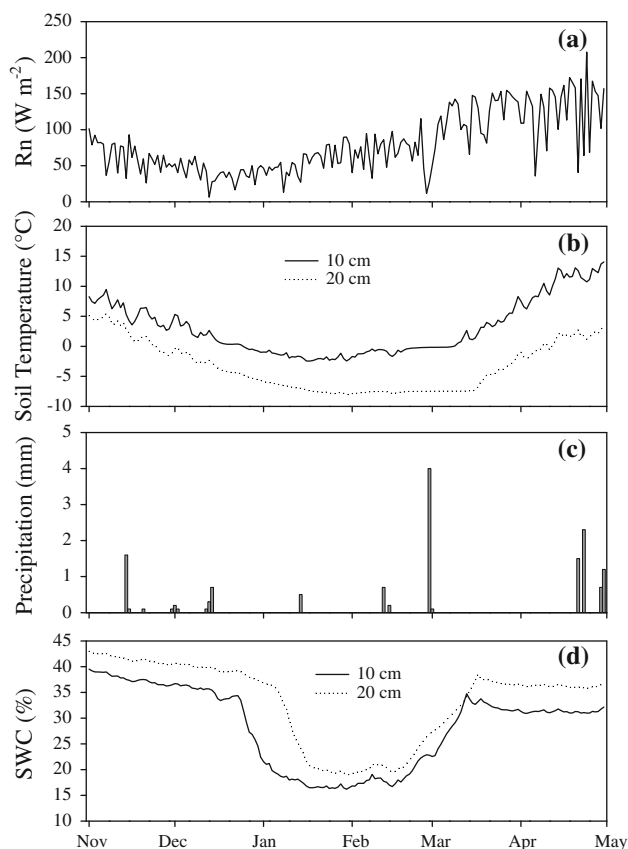 (a)
Rn (W m-2)
250
200
150
100
50
0
(b)
Soil Temperature (°C)
20
15
10
5
0
-5
-10
10 cm
20 cm
(c)
Precipitation (mm)
5
4
3
2
1
0
(d)
SWC (%)
45
40
35
30
25
20
15
10
10 cm
20 cm
Nov Dec Jan Feb Mar Apr May